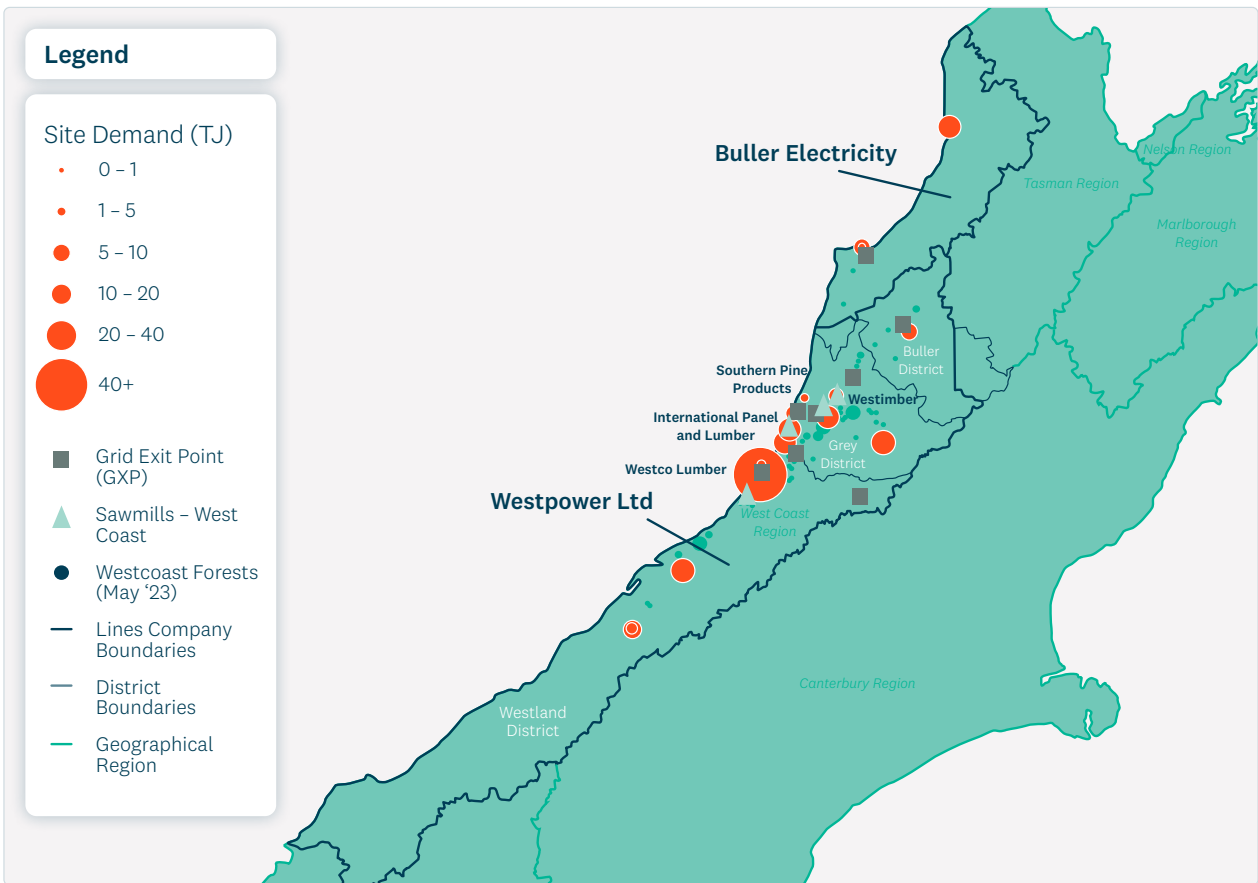 Legend
Site Demand (TJ)
0 – 1
1 – 5
5 – 10
10 – 20
20 – 40
40+
Grid Exit Point
(GXP)
Sawmills – West
Coast
Westcoast Forests
(May ‘23)
Lines Company
Boundaries
District
Boundaries
Geographical
Region
Buller Electricity
Nelson Region
Tasman Region
Marlborough
Region
Buller
District
Southern Pine
Products
Westimber
International Panel
and Lumber
Grey
District
Westco Lumber
Westpower Ltd
West Coast
Region
Canterbury Region
Westland
District